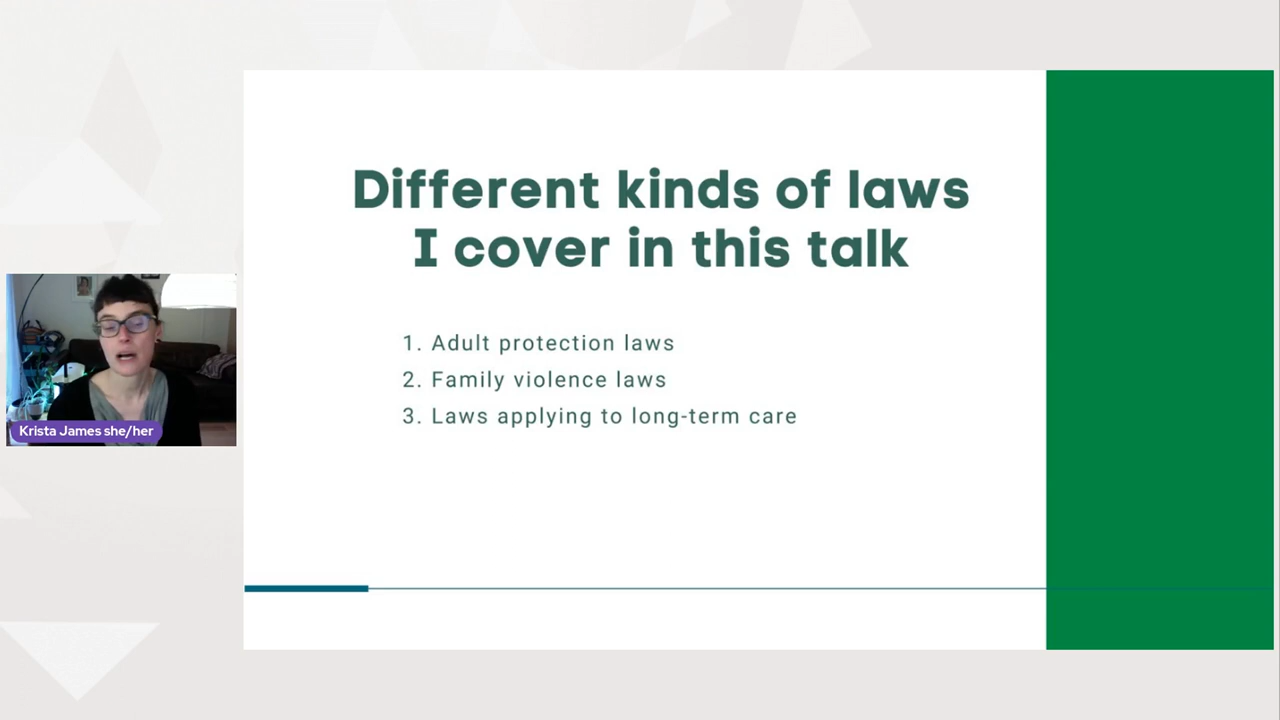 Different kinds of laws
I cover in this talk
1. Adult protection laws
2. Family violence laws
3. Laws applying to long-term care
Krista James she/her